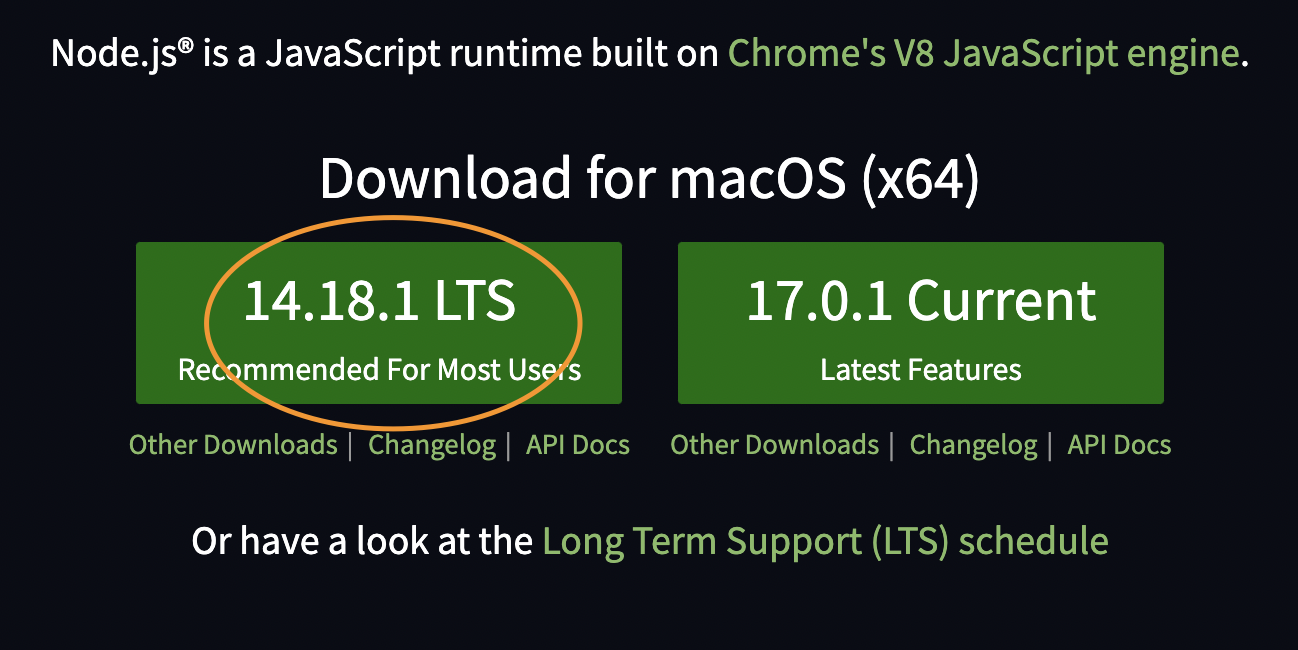 Node.js® is a JavaScript runtime built on Chrome's V8 JavaScript engine.
Download for macOS (x64)
14.18.1 LTS
Recommended For Most Users
Other Downloads | Changelog | API Docs
17.0.1 Current
Latest Features
Other Downloads | Changelog | API Docs
Or have a look at the Long Term Support (LTS) schedule